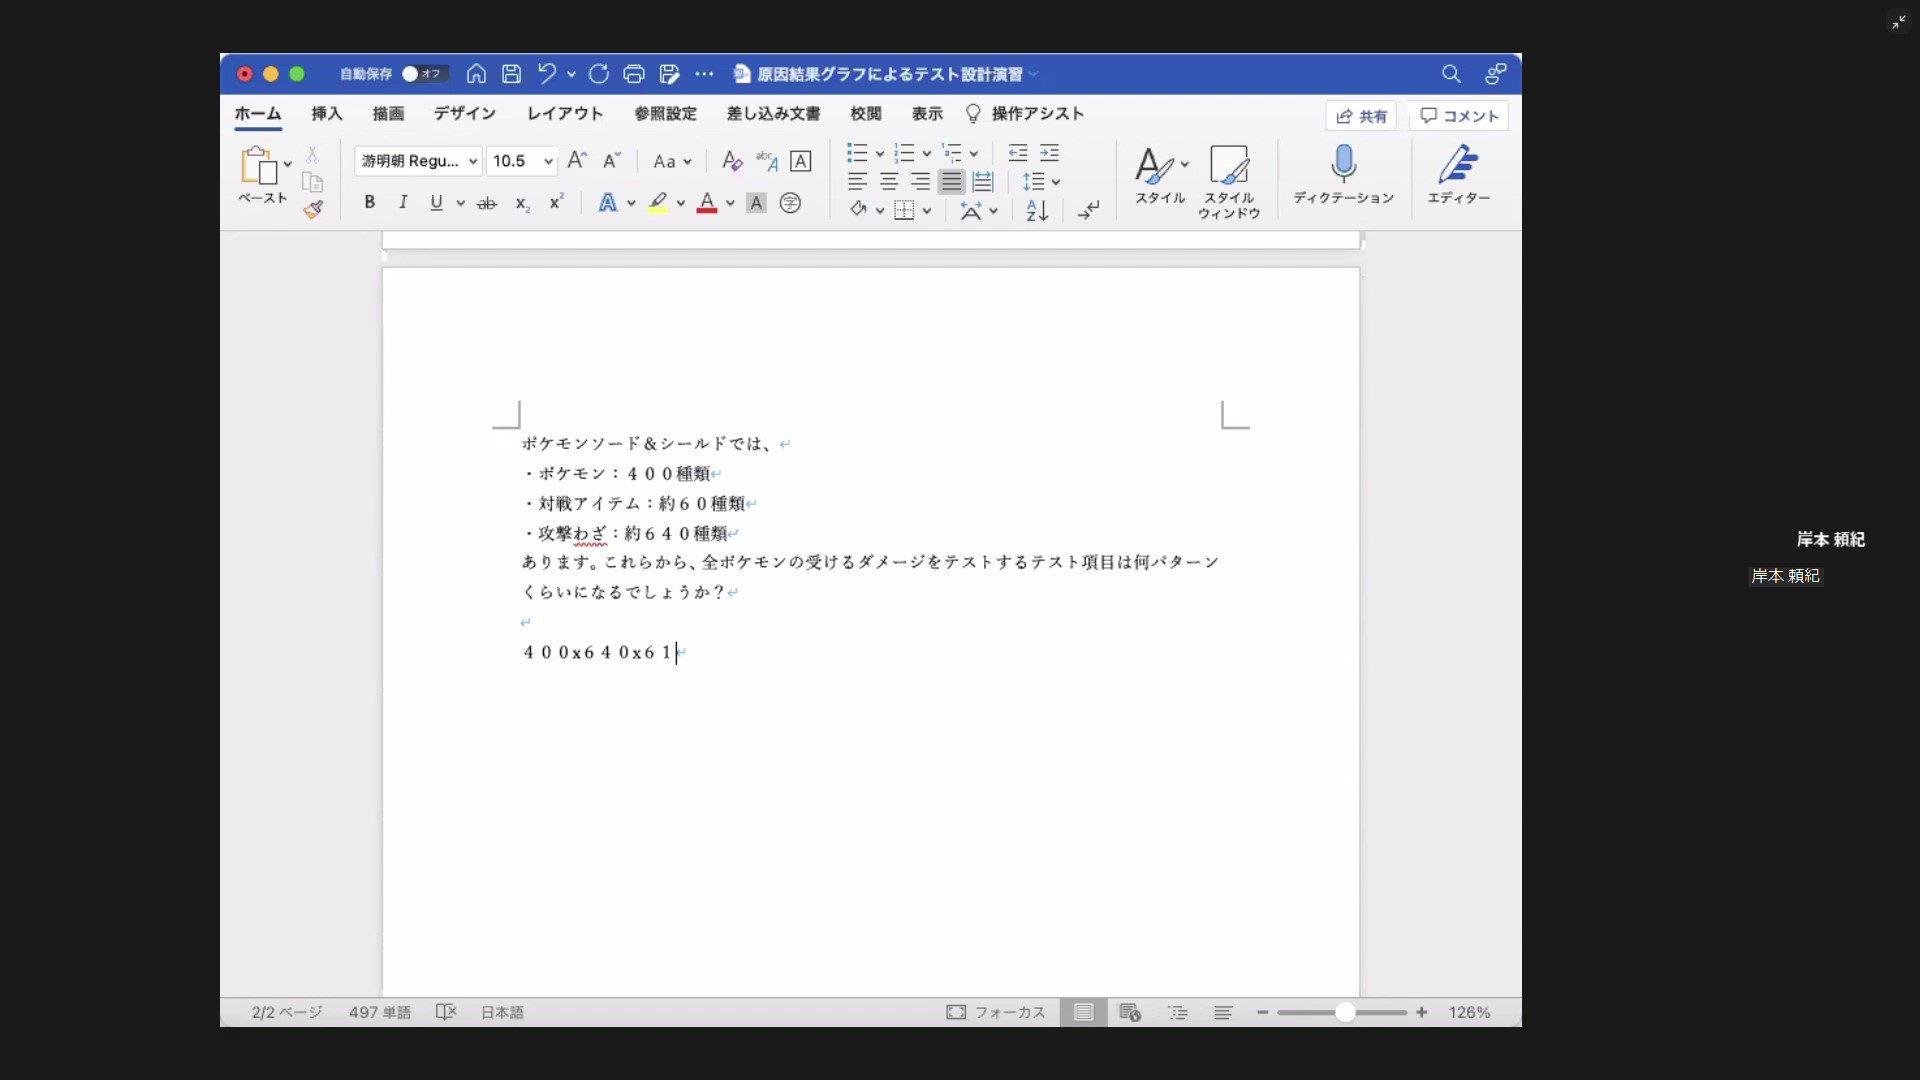 自動保存 オフ 原因結果グラフによるテスト設計演習
ホーム 挿入 描画 デザイン レイアウト 参照設定 差し込み文書 校閲 表示 操作アシスト 共有 コメント
ペースト 游明朝 Regu... 10.5 スタイル スタイル ウィンドウ ディクテーション エディター
ポケモンソード＆シールドでは、
・ポケモン：４００種類
・対戦アイテム：約６０種類
・攻撃わざ：約６４０種類
あります。これらから、全ポケモンの受けるダメージをテストするテスト項目は何パターン
くらいになるでしょうか？
４００x６４０x６１
岸本 頼紀
岸本 頼紀
2/2 ページ 497 単語 日本語 フォーカス 126%